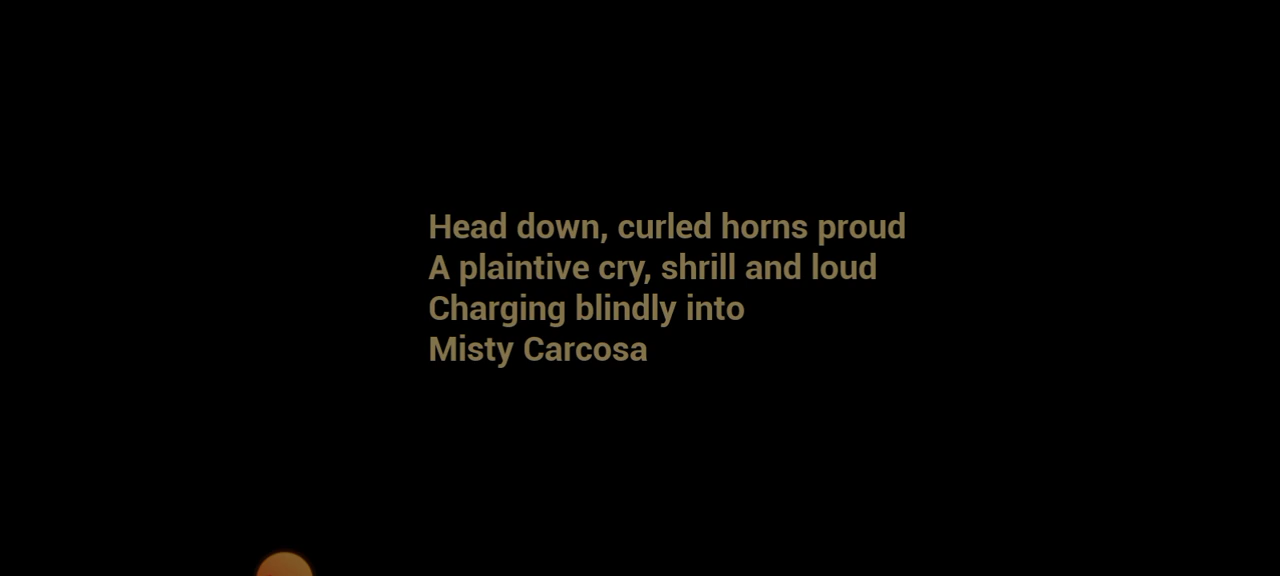 Head down, curled horns proud
A plaintive cry, shrill and loud
Charging blindly into
Misty Carcosa